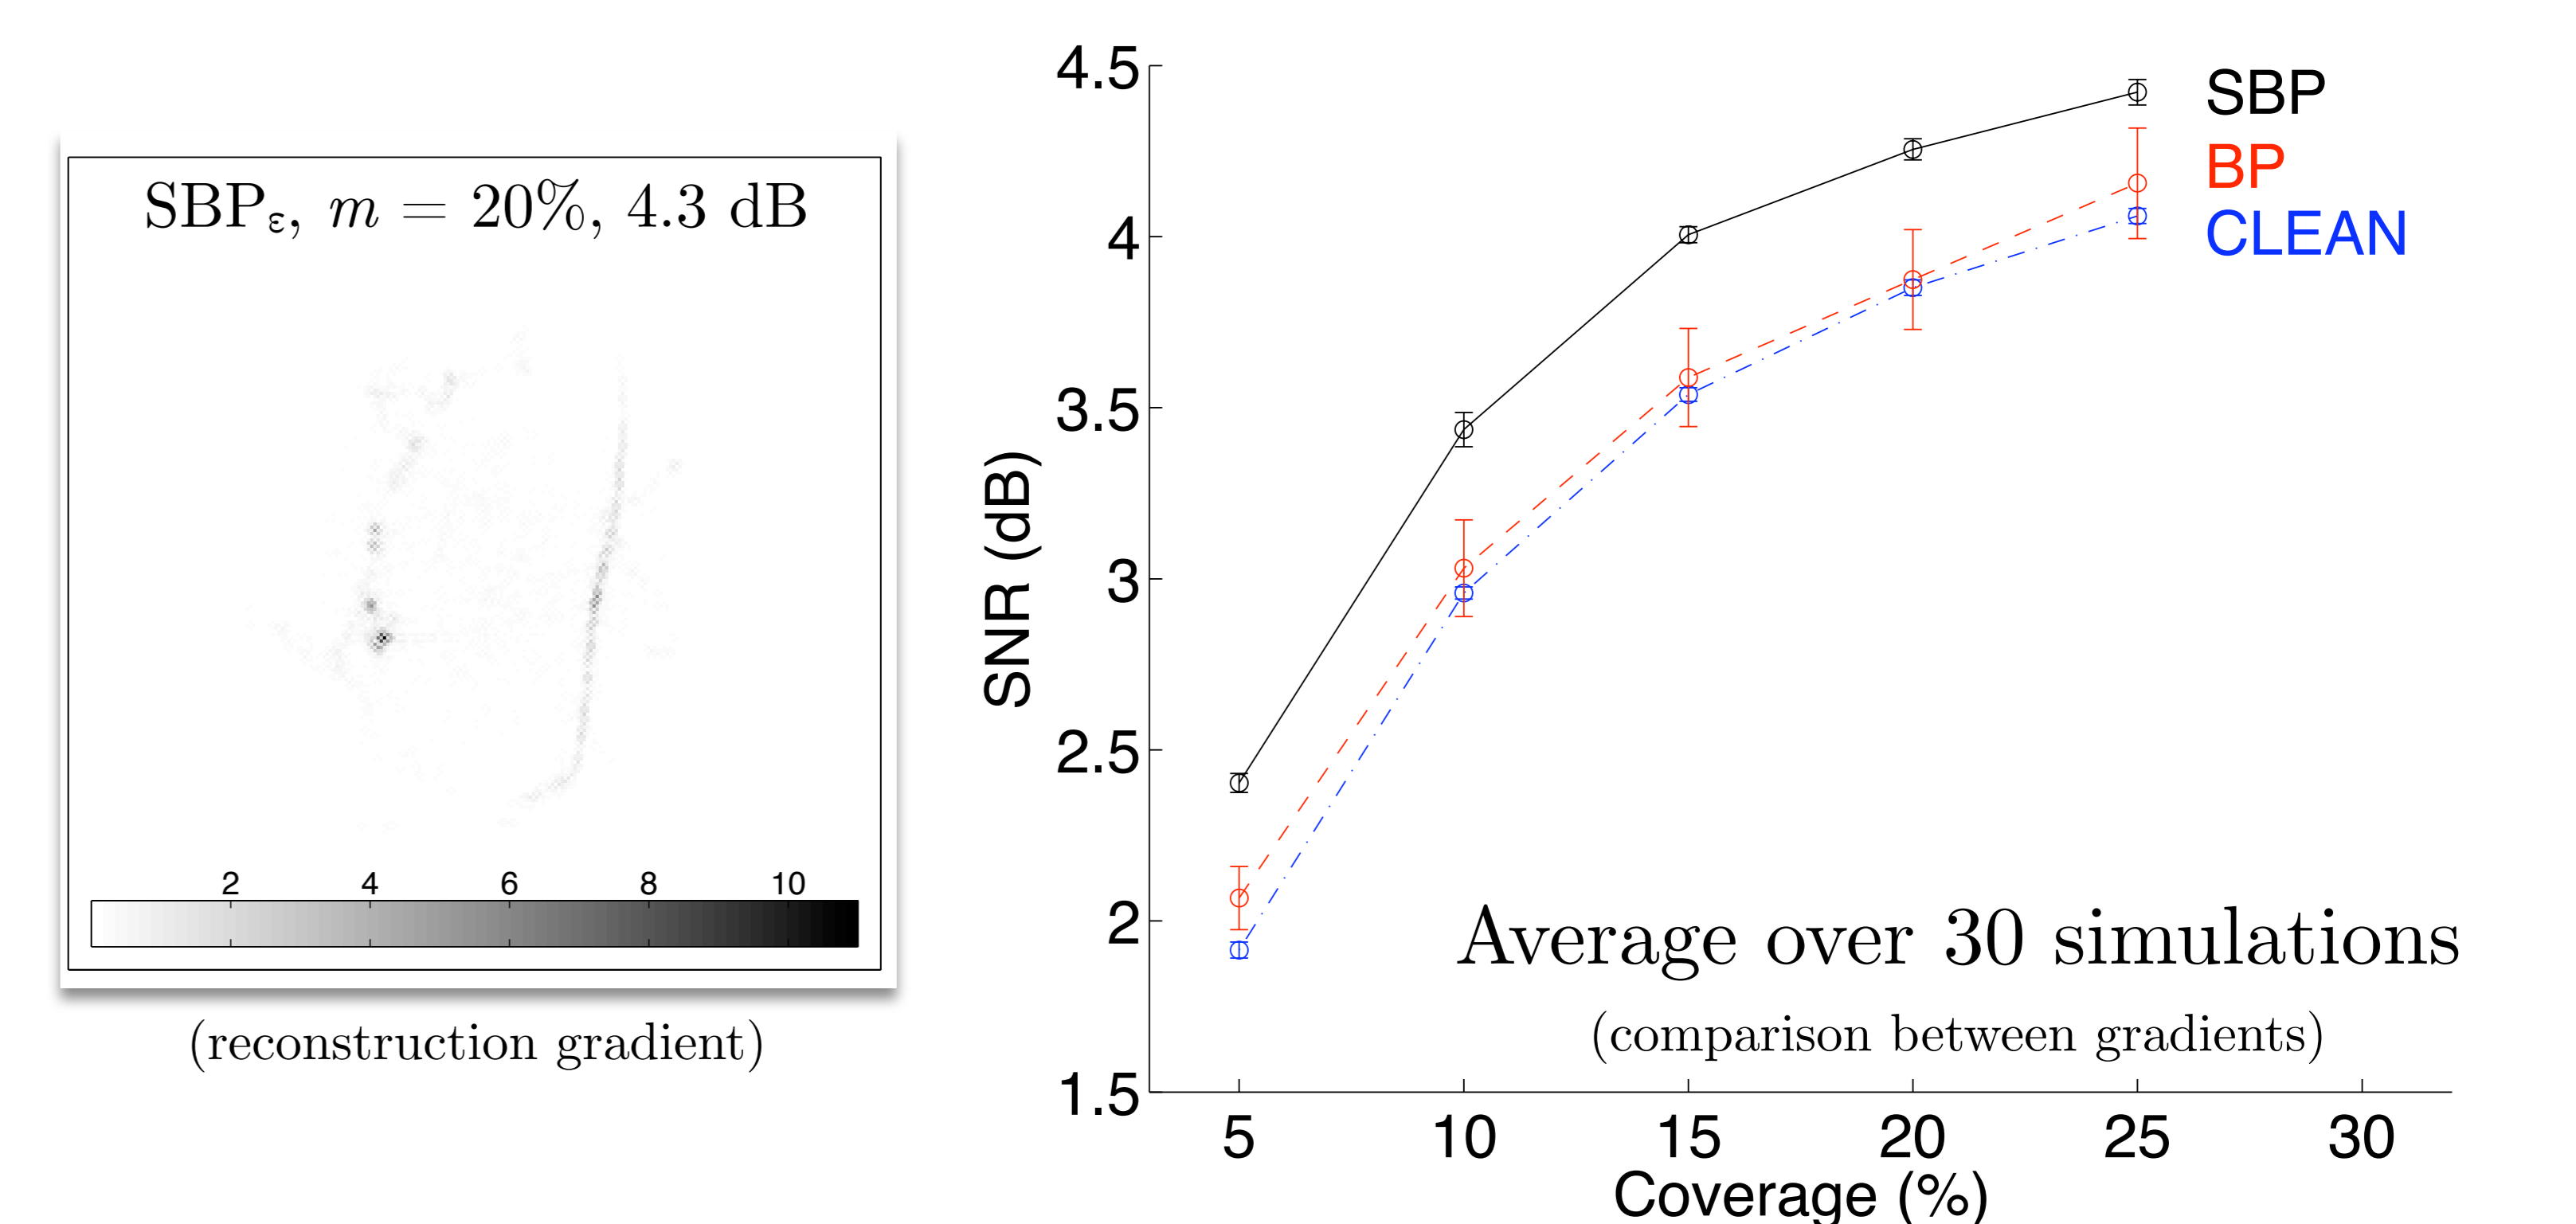 SBPε, m = 20%, 4.3 dB
2 4 6 8 10
(reconstruction gradient)
SNR (dB)
4.5
4
3.5
3
2.5
2
1.5
SBP
BP
CLEAN
Average over 30 simulations
(comparison between gradients)
5 10 15 20 25 30
Coverage (%)